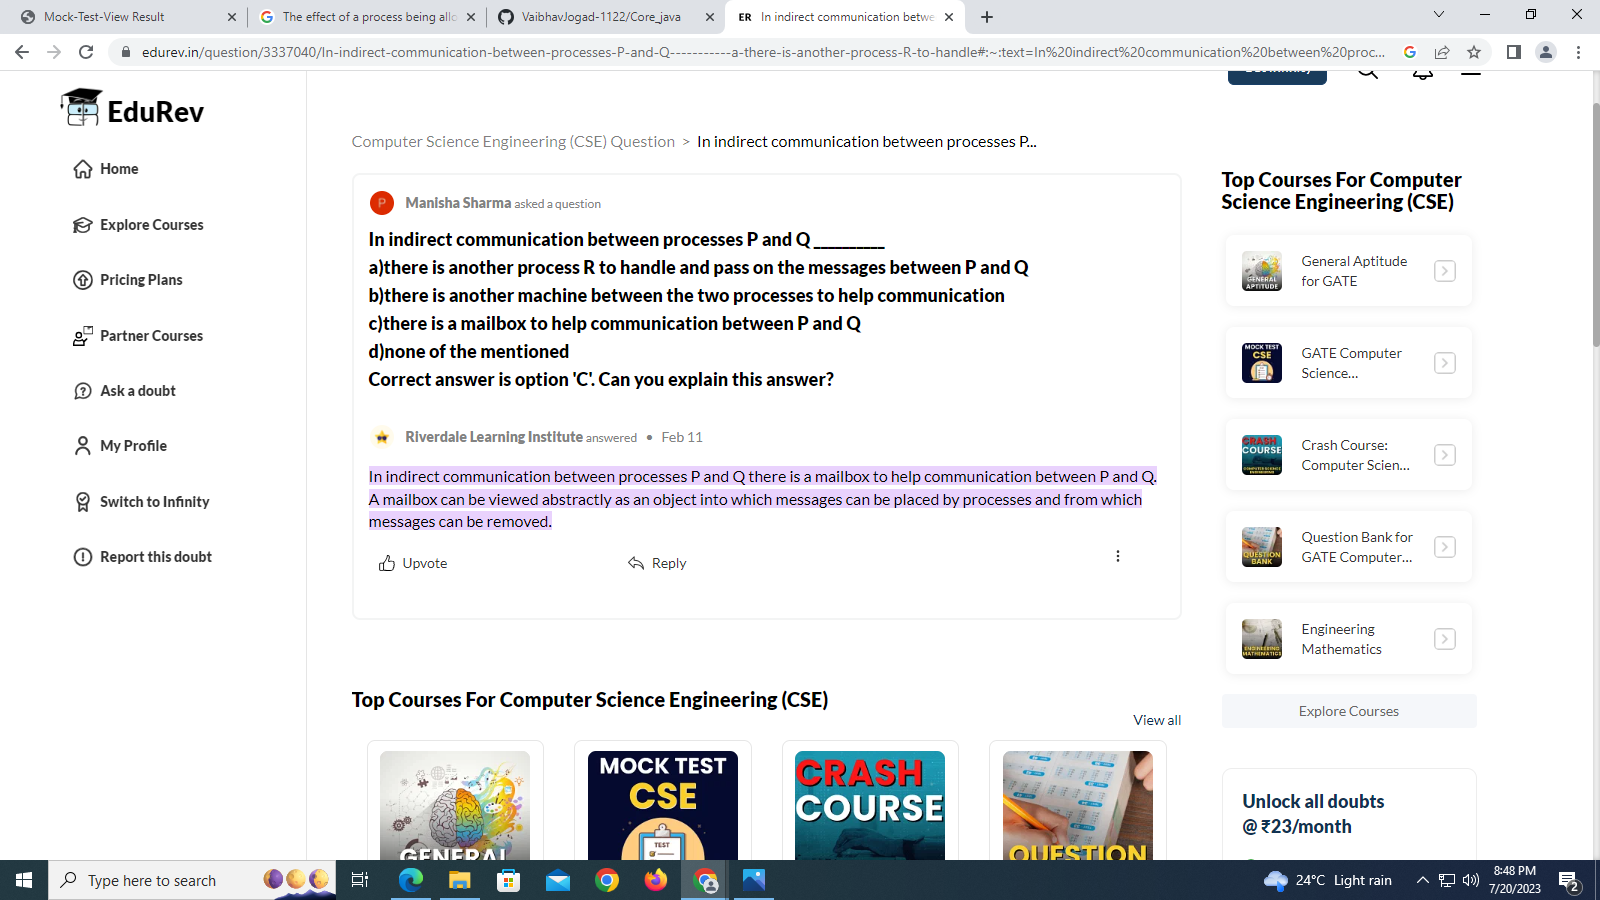 Mock-Test-View Result
The effect of a process being allo
VaibhavJogad-1122/Core_java
ER In indirect communication betwe
edurev.in/question/3337040/In-indirect-communication-between-processes-P-and-Q-----------a-there-is-another-process-R-to-handle#:~:text=In%20indirect%20communication%20between%20proc...
EduRev
Home
Explore Courses
Pricing Plans
Partner Courses
Ask a doubt
My Profile
Switch to Infinity
Report this doubt
Computer Science Engineering (CSE) Question > In indirect communication between processes P...
P
Manisha Sharma asked a question
In indirect communication between processes P and Q __________
a)there is another process R to handle and pass on the messages between P and Q
b)there is another machine between the two processes to help communication
c)there is a mailbox to help communication between P and Q
d)none of the mentioned
Correct answer is option 'C'. Can you explain this answer?
Riverdale Learning Institute answered • Feb 11
In indirect communication between processes P and Q there is a mailbox to help communication between P and Q.
A mailbox can be viewed abstractly as an object into which messages can be placed by processes and from which
messages can be removed.
Upvote
Reply
Top Courses For Computer Science Engineering (CSE)
View all
GENERAL
MOCK TEST
CSE
TEST
CRASH
COURSE
QUESTION
Top Courses For Computer
Science Engineering (CSE)
GENERAL
APTITUDE
General Aptitude
for GATE
MOCK TEST
CSE
GATE Computer
Science...
CRASH
COURSE
Crash Course:
Computer Scien...
QUESTION
BANK
Question Bank for
GATE Computer...
ENGINEERING
MATHEMATICS
Engineering
Mathematics
Explore Courses
Unlock all doubts
@ ₹23/month
Type here to search
24°C Light rain
8:48 PM
7/20/2023
2